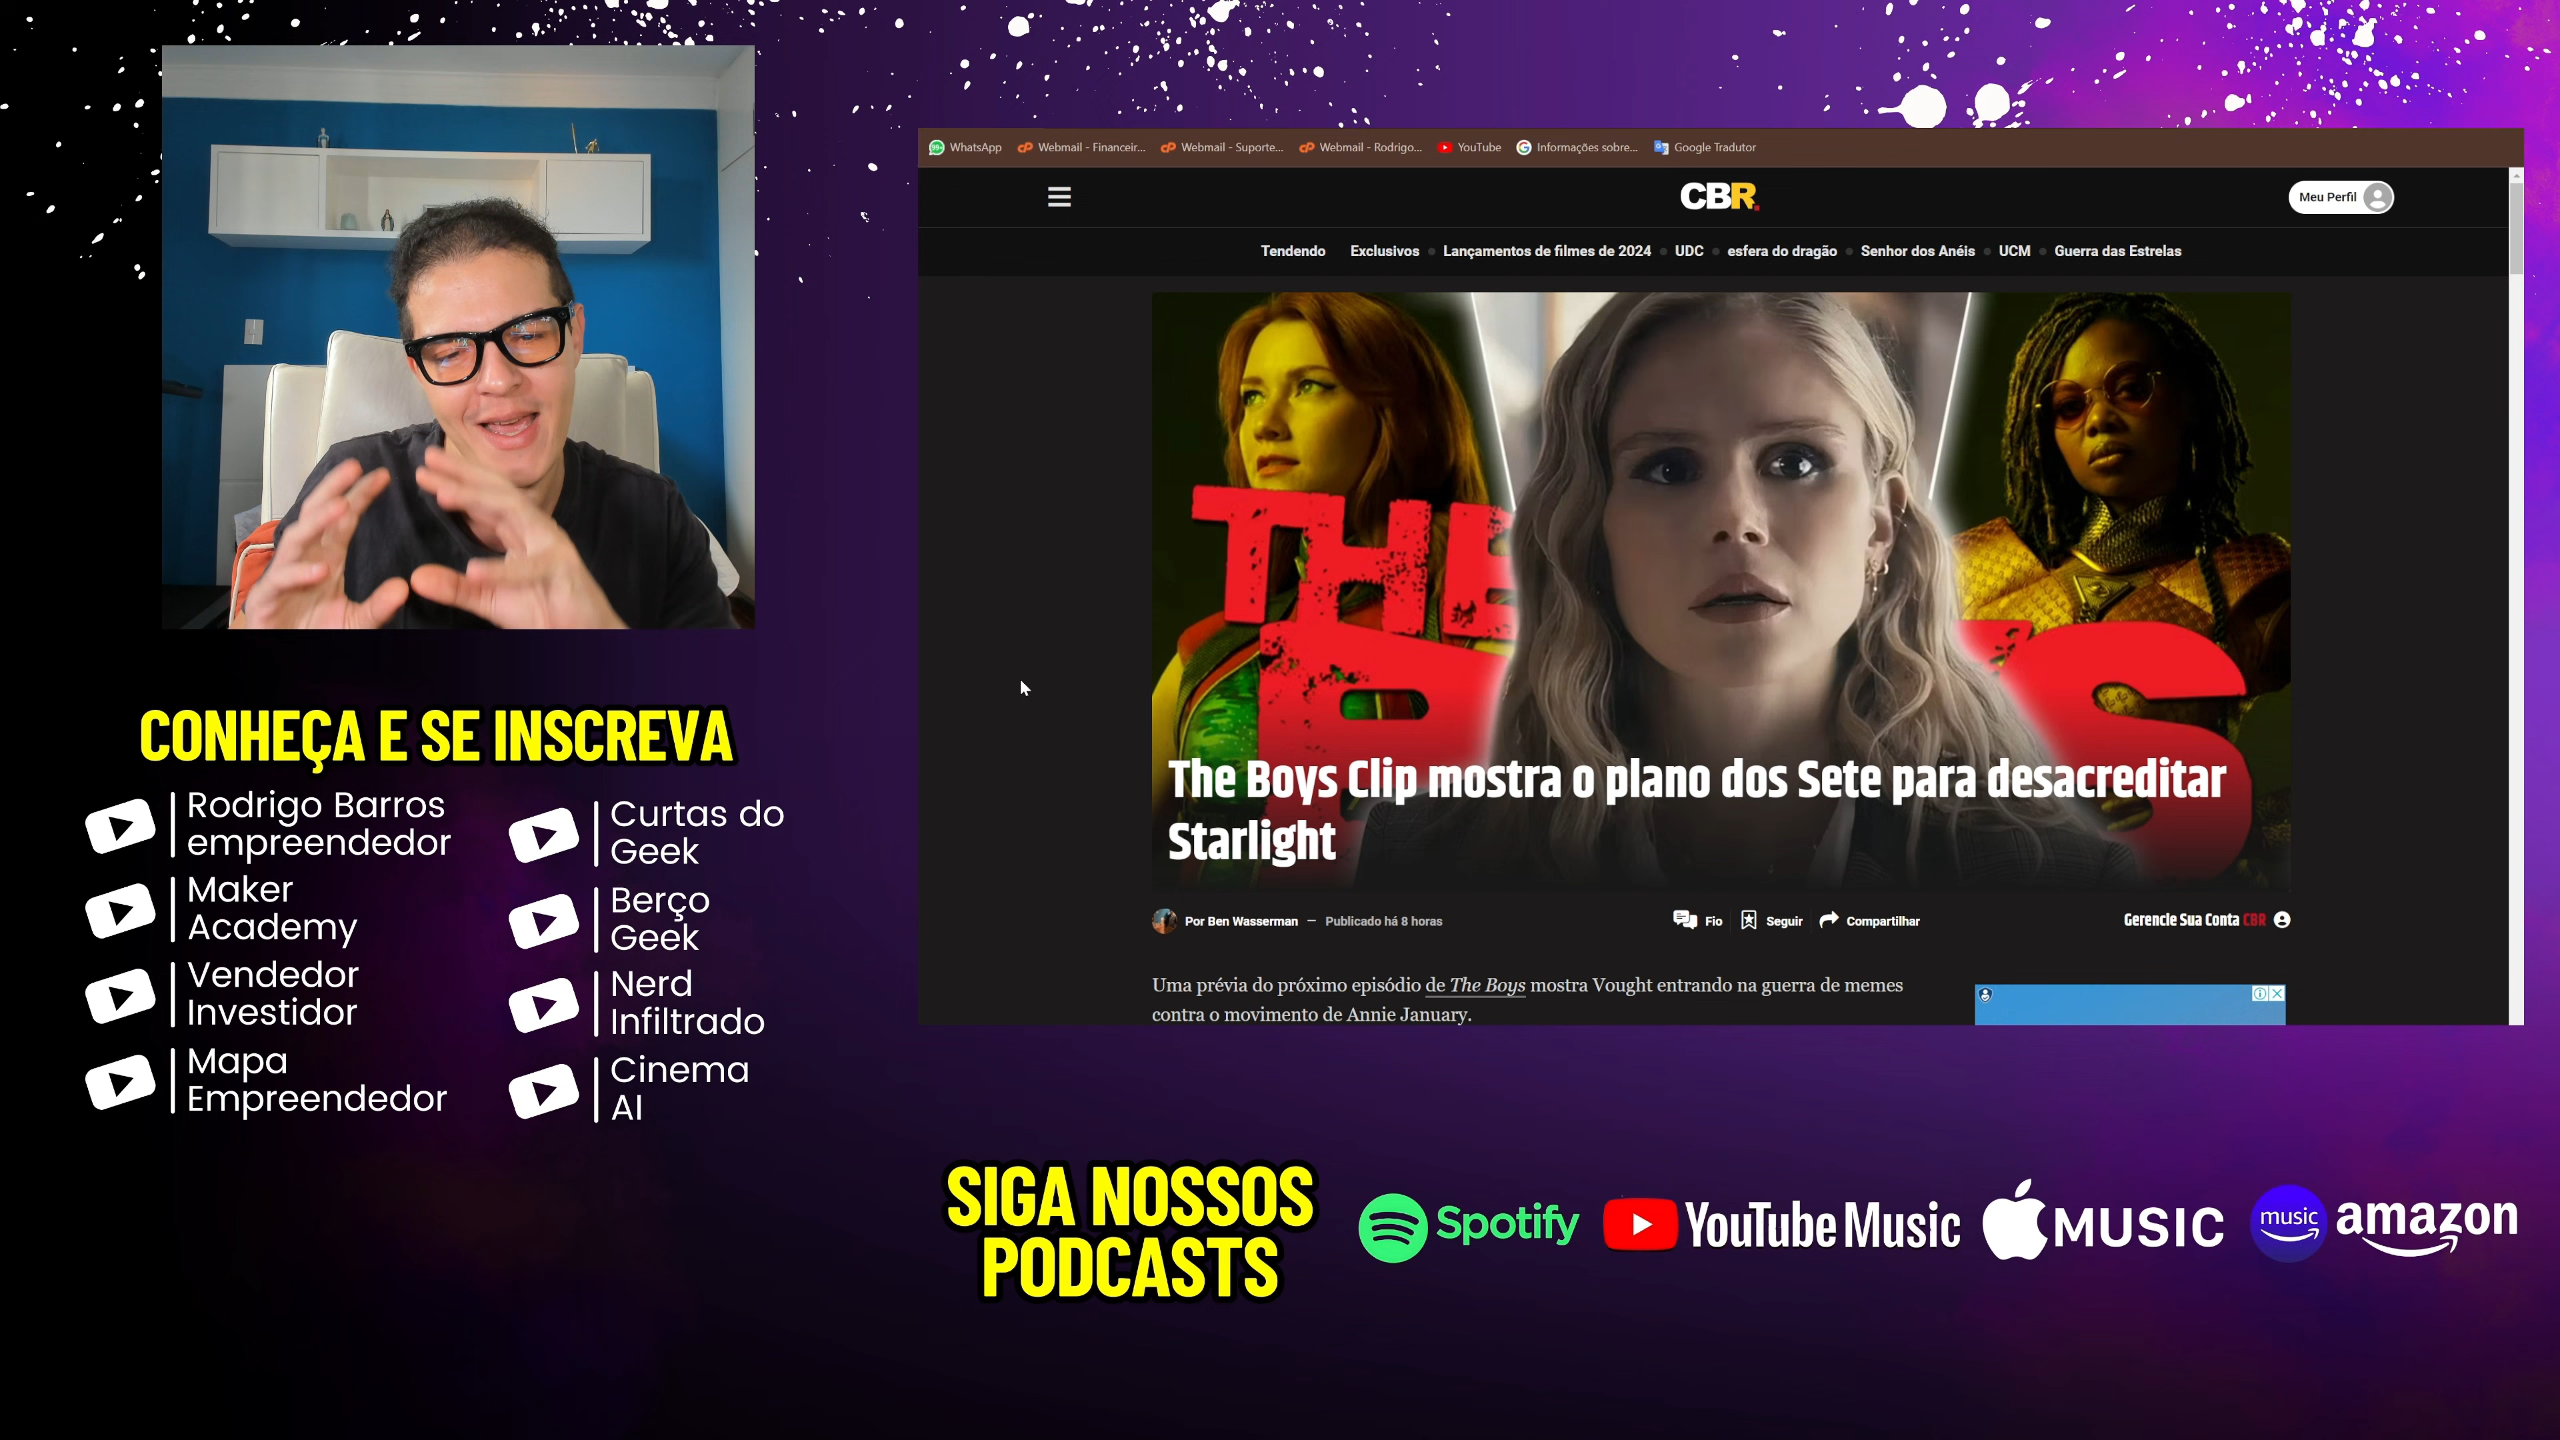 WhatsApp
Webmail - Financeir...
Webmail - Suporte...
Webmail - Rodrigo...
YouTube
Informações sobre...
Google Tradutor
CBR
Meu Perfil
Tendendo
Exclusivos
Lançamentos de filmes de 2024
UDC
esfera do dragão
Senhor dos Anéis
UCM
Guerra das Estrelas
The Boys Clip mostra o plano dos Sete para desacreditar
Starlight
Por Ben Wasserman — Publicado há 8 horas
Fio
Seguir
Compartilhar
Gerencie Sua Conta CBR
Uma prévia do próximo episódio de The Boys mostra Vought entrando na guerra de memes
contra o movimento de Annie January.
CONHEÇA E SE INSCREVA
Rodrigo Barros
empreendedor
Maker
Academy
Vendedor
Investidor
Mapa
Empreendedor
Curtas do
Geek
Berço
Geek
Nerd
Infiltrado
Cinema
AI
SIGA NOSSOS
PODCASTS
Spotify
YouTube Music
MUSIC
music
amazon